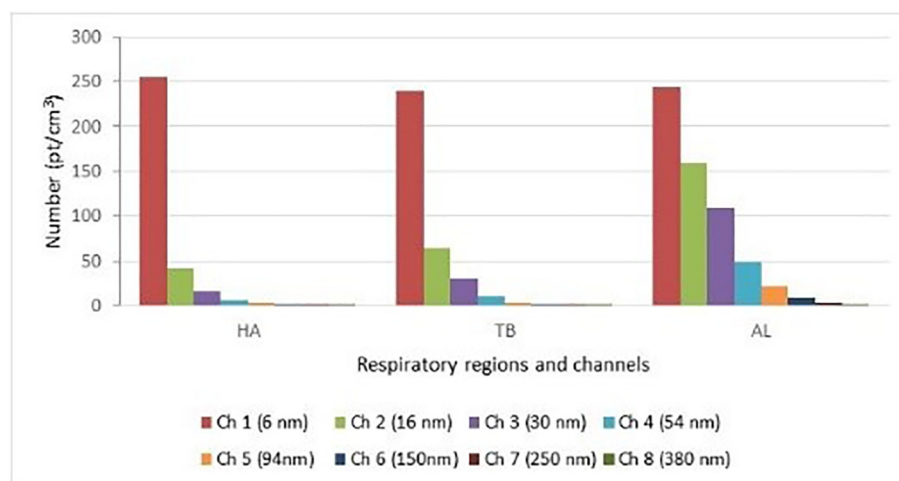 300
250
200
150
100
50
0
Number (pt/cm³)
HA TB AL
Respiratory regions and channels
Ch 1 (6 nm) Ch 2 (16 nm) Ch 3 (30 nm) Ch 4 (54 nm)
Ch 5 (94nm) Ch 6 (150nm) Ch 7 (250 nm) Ch 8 (380 nm)